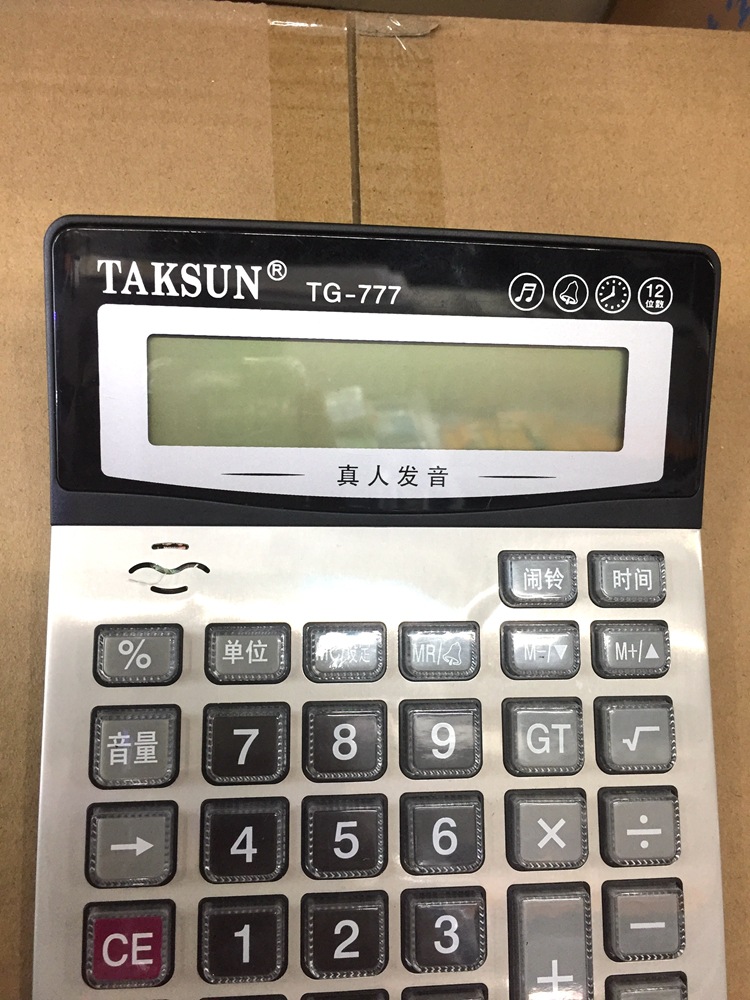 TAKSUN® TG-777
12
位数
真人发音
闹铃 时间
% 单位 MR/ M-/▼ M+/▲
音量 7 8 9 GT √
→ 4 5 6 × ÷
CE 1 2 3 + −